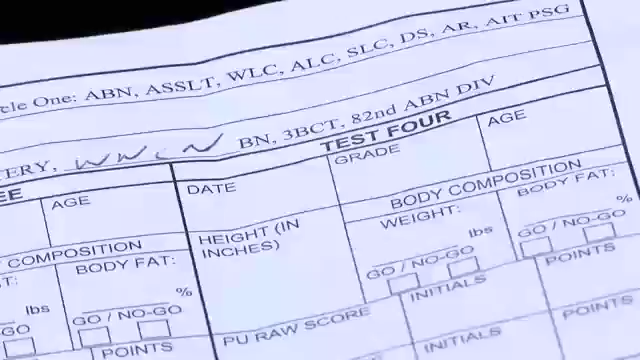 cle One: ABN, ASSLT, WLC, ALC, SLC, DS, AR, AIT PSG
TERY, BN, 3BCT, 82nd ABN DIV
EE
TEST FOUR
AGE
DATE
GRADE
AGE
COMPOSITION
HEIGHT (IN INCHES)
BODY COMPOSITION
T:
BODY FAT:
WEIGHT:
BODY FAT:
lbs
%
lbs
%
GO
GO / NO-GO
GO / NO-GO
GO / NO-GO
POINTS
PU RAW SCORE
INITIALS
POINTS
INITIALS
POINTS